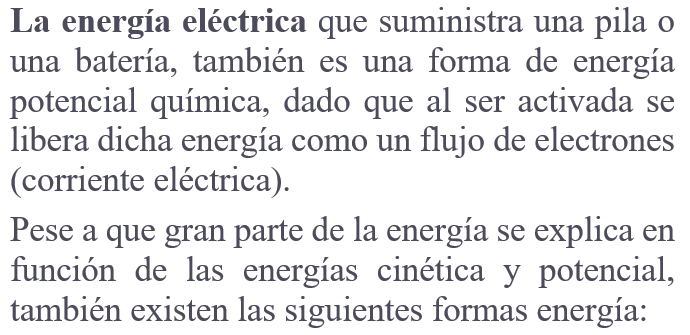 La energía eléctrica que suministra una pila o
una batería, también es una forma de energía
potencial química, dado que al ser activada se
libera dicha energía como un flujo de electrones
(corriente eléctrica).
Pese a que gran parte de la energía se explica en
función de las energías cinética y potencial,
también existen las siguientes formas energía: